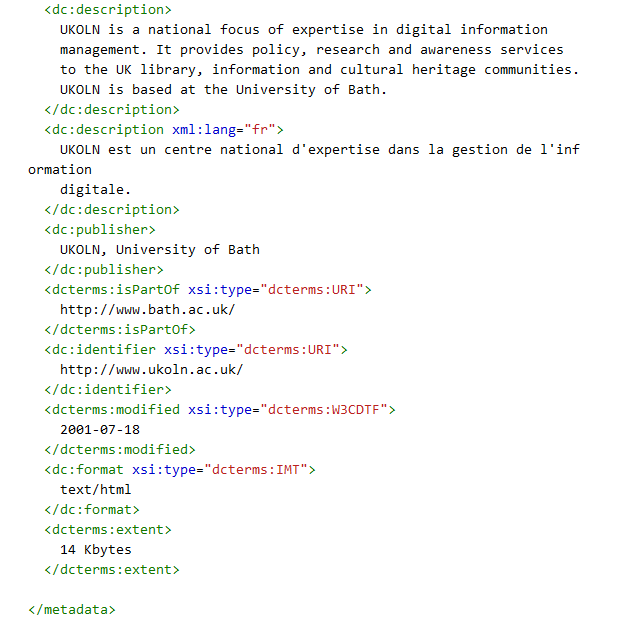 <dc:description>
UKOLN is a national focus of expertise in digital information
management. It provides policy, research and awareness services
to the UK library, information and cultural heritage communities.
UKOLN is based at the University of Bath.
</dc:description>
<dc:description xml:lang="fr">
UKOLN est un centre national d'expertise dans la gestion de l'inf
ormation
digitale.
</dc:description>
<dc:publisher>
UKOLN, University of Bath
</dc:publisher>
<dcterms:isPartOf xsi:type="dcterms:URI">
http://www.bath.ac.uk/
</dcterms:isPartOf>
<dc:identifier xsi:type="dcterms:URI">
http://www.ukoln.ac.uk/
</dc:identifier>
<dcterms:modified xsi:type="dcterms:W3CDTF">
2001-07-18
</dcterms:modified>
<dc:format xsi:type="dcterms:IMT">
text/html
</dc:format>
<dcterms:extent>
14 Kbytes
</dcterms:extent>
</metadata>